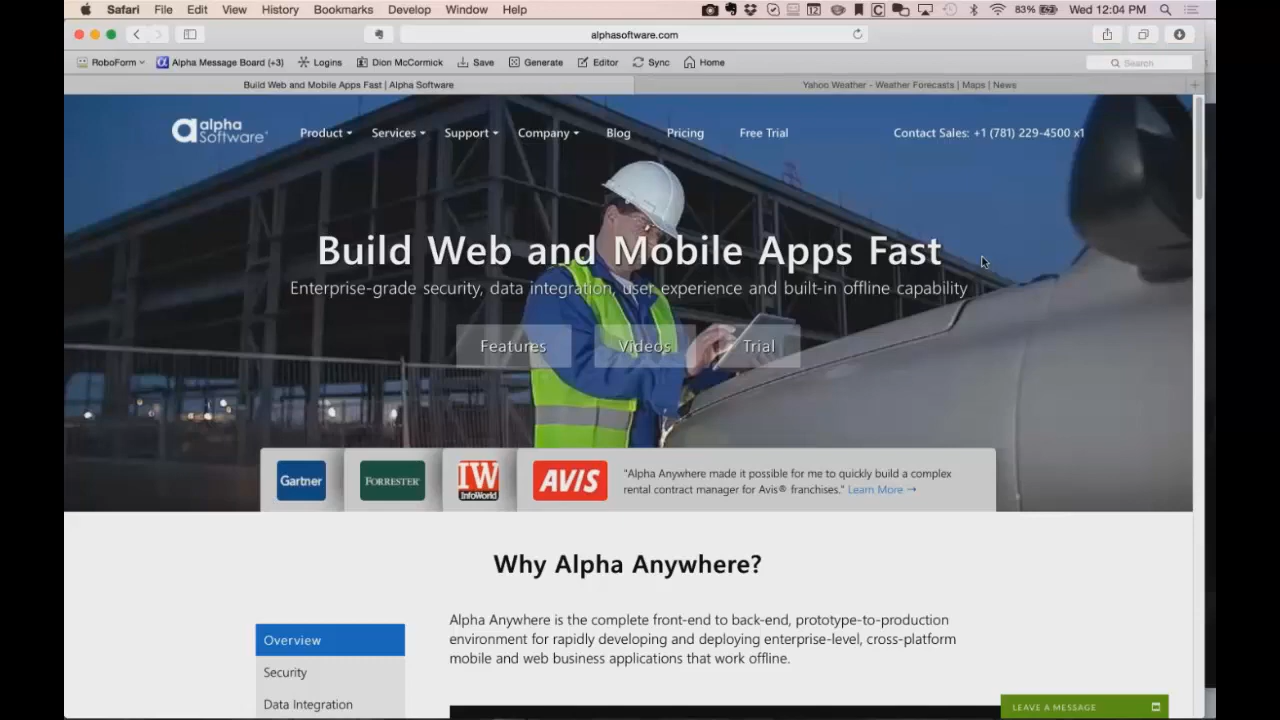 Safari File Edit View History Bookmarks Develop Window Help 12 83% Wed 12:04 PM
alphasoftware.com
RoboForm Alpha Message Board (+3) Logins Dion McCormick Save Generate Editor Sync Home Search
Build Web and Mobile Apps Fast | Alpha Software Yahoo Weather - Weather Forecasts | Maps | News
alpha
Software
Product Services Support Company Blog Pricing Free Trial Contact Sales: +1 (781) 229-4500 x1
Build Web and Mobile Apps Fast
Enterprise-grade security, data integration, user experience and built-in offline capability
Features Videos Trial
Gartner FORRESTER IW InfoWorld AVIS
"Alpha Anywhere made it possible for me to quickly build a complex
rental contract manager for Avis® franchises." Learn More →
Why Alpha Anywhere?
Alpha Anywhere is the complete front-end to back-end, prototype-to-production
environment for rapidly developing and deploying enterprise-level, cross-platform
mobile and web business applications that work offline.
Overview
Security
Data Integration
LEAVE A MESSAGE